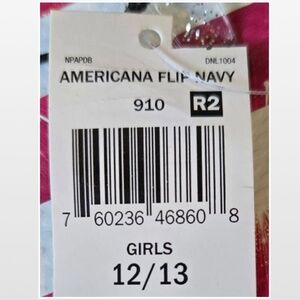 NPAPDB DNL1004
AMERICANA FLIP NAVY
910 R2
7 60236 46860 8
GIRLS
12/13